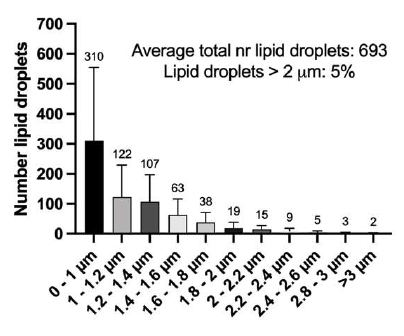 700
600
500
400
300
200
100
0
Number lipid droplets
Average total nr lipid droplets: 693
Lipid droplets > 2 μm: 5%
310
122
107
63
38
19
15
9
5
3
2
0 - 1 μm
1 - 1.2 μm
1.2 - 1.4 μm
1.4 - 1.6 μm
1.6 - 1.8 μm
1.8 - 2 μm
2 - 2.2 μm
2.2 - 2.4 μm
2.4 - 2.6 μm
2.8 - 3 μm
>3 μm